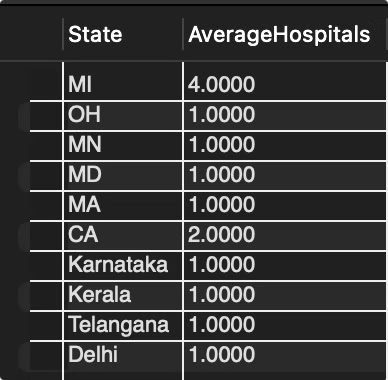 State AverageHospitals
MI 4.0000
OH 1.0000
MN 1.0000
MD 1.0000
MA 1.0000
CA 2.0000
Karnataka 1.0000
Kerala 1.0000
Telangana 1.0000
Delhi 1.0000